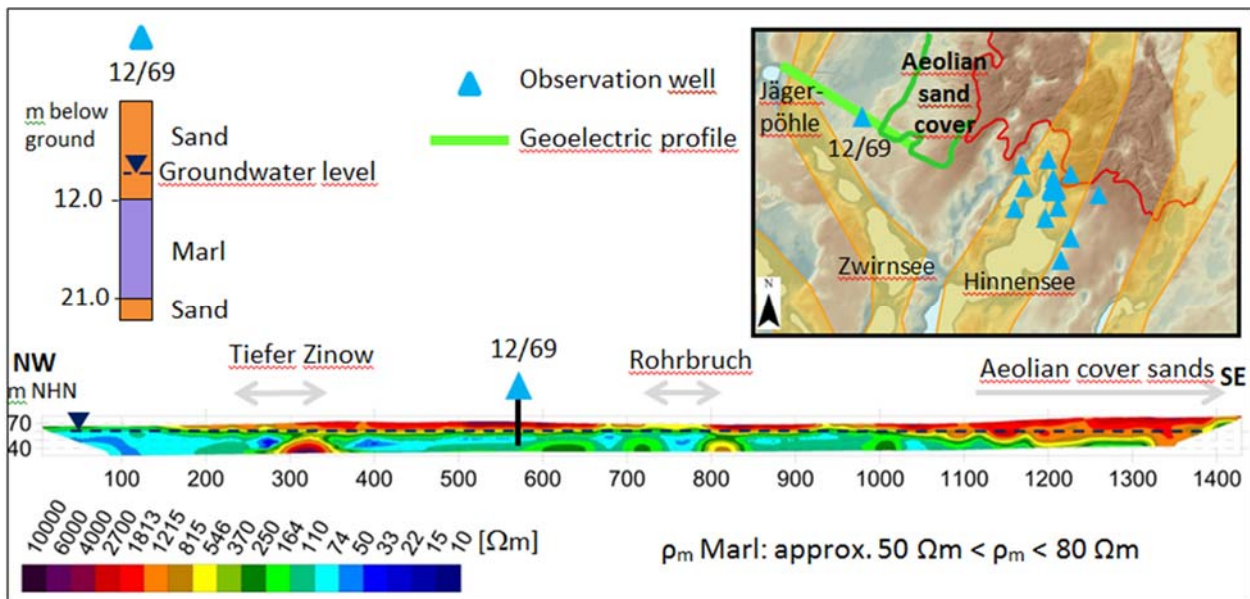 12/69
m below
ground
Sand
Groundwater level
12.0
Marl
21.0
Sand
Observation well
Geoelectric profile
Aeolian
sand
cover
Jäger-
pöhle
12/69
Zwirnsee
Hinnensee
N
NW
m NHN
Tiefer Zinow
12/69
Rohrbruch
Aeolian cover sands SE
70
40
100 200 300 400 500 600 700 800 900 1000 1100 1200 1300 1400
10000 6000 4000 2700 1813 1215 815 546 370 250 164 110 74 50 33 22 15 10 [Ωm]
ρm Marl: approx. 50 Ωm < ρm < 80 Ωm